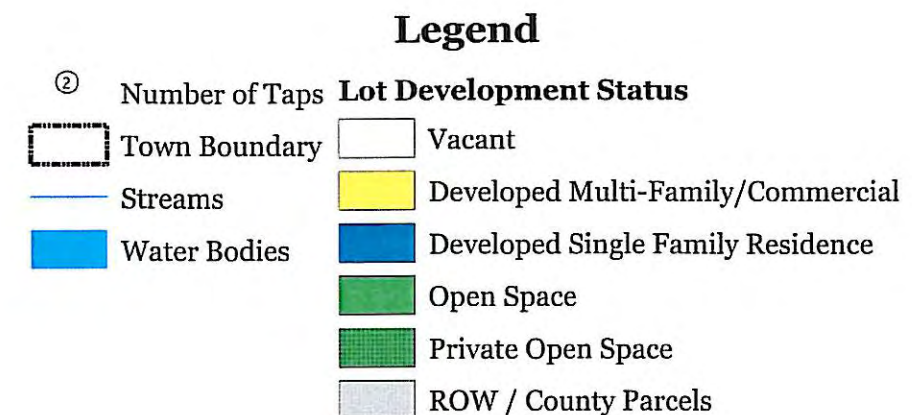 Legend
② Number of Taps
Town Boundary
Streams
Water Bodies
Lot Development Status
Vacant
Developed Multi-Family/Commercial
Developed Single Family Residence
Open Space
Private Open Space
ROW / County Parcels